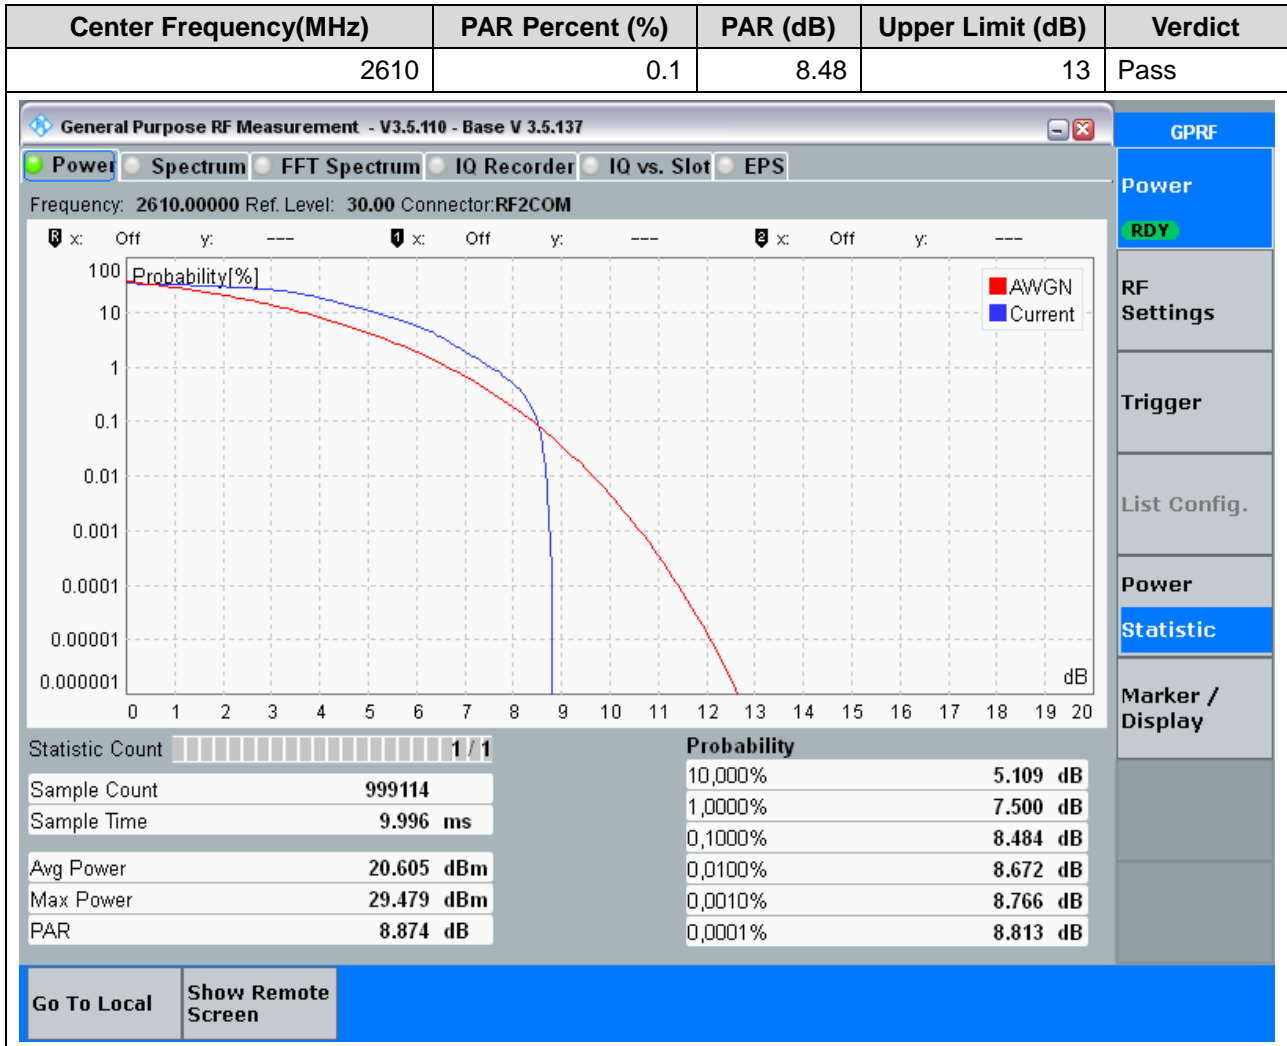 Center Frequency(MHz) PAR Percent (%) PAR (dB) Upper Limit (dB) Verdict
2610 0.1 8.48 13 Pass
General Purpose RF Measurement - V3.5.110 - Base V 3.5.137
GPRF
Power Spectrum FFT Spectrum IQ Recorder IQ vs. Slot EPS
Frequency: 2610.00000 Ref. Level: 30.00 Connector:RF2COM
R x: Off y: --- 1 x: Off y: --- 2 x: Off y: ---
Probability[%]
100
10
1
0.1
0.01
0.001
0.0001
0.00001
0.000001
AWGN
Current
dB
0 1 2 3 4 5 6 7 8 9 10 11 12 13 14 15 16 17 18 19 20
Statistic Count 1 / 1
Sample Count 999114
Sample Time 9.996 ms
Avg Power 20.605 dBm
Max Power 29.479 dBm
PAR 8.874 dB
Probability
10,000% 5.109 dB
1,0000% 7.500 dB
0,1000% 8.484 dB
0,0100% 8.672 dB
0,0010% 8.766 dB
0,0001% 8.813 dB
Power
RDY
RF
Settings
Trigger
List Config.
Power
Statistic
Marker /
Display
Go To Local
Show Remote
Screen